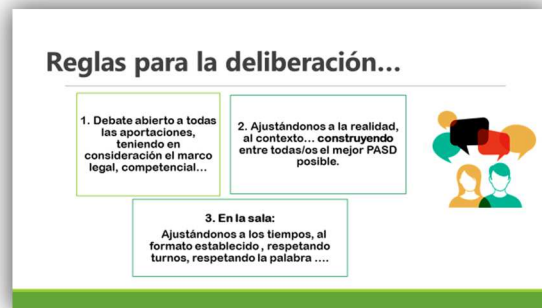 Reglas para la deliberación...
1. Debate abierto a todas
las aportaciones,
teniendo en
consideración el marco
legal, competencial...
2. Ajustándonos a la realidad,
al contexto... construyendo
entre todas/os el mejor PASD
posible.
3. En la sala:
Ajustándonos a los tiempos, al
formato establecido , respetando
turnos, respetando la palabra ....